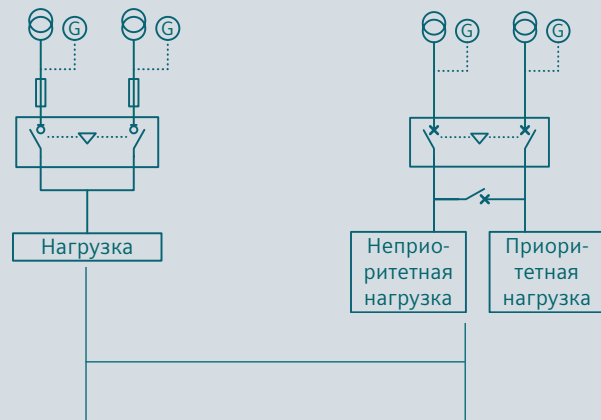 G
G
G
G
Нагрузка
Неприо-
ритетная
нагрузка
Приори-
тетная
нагрузка